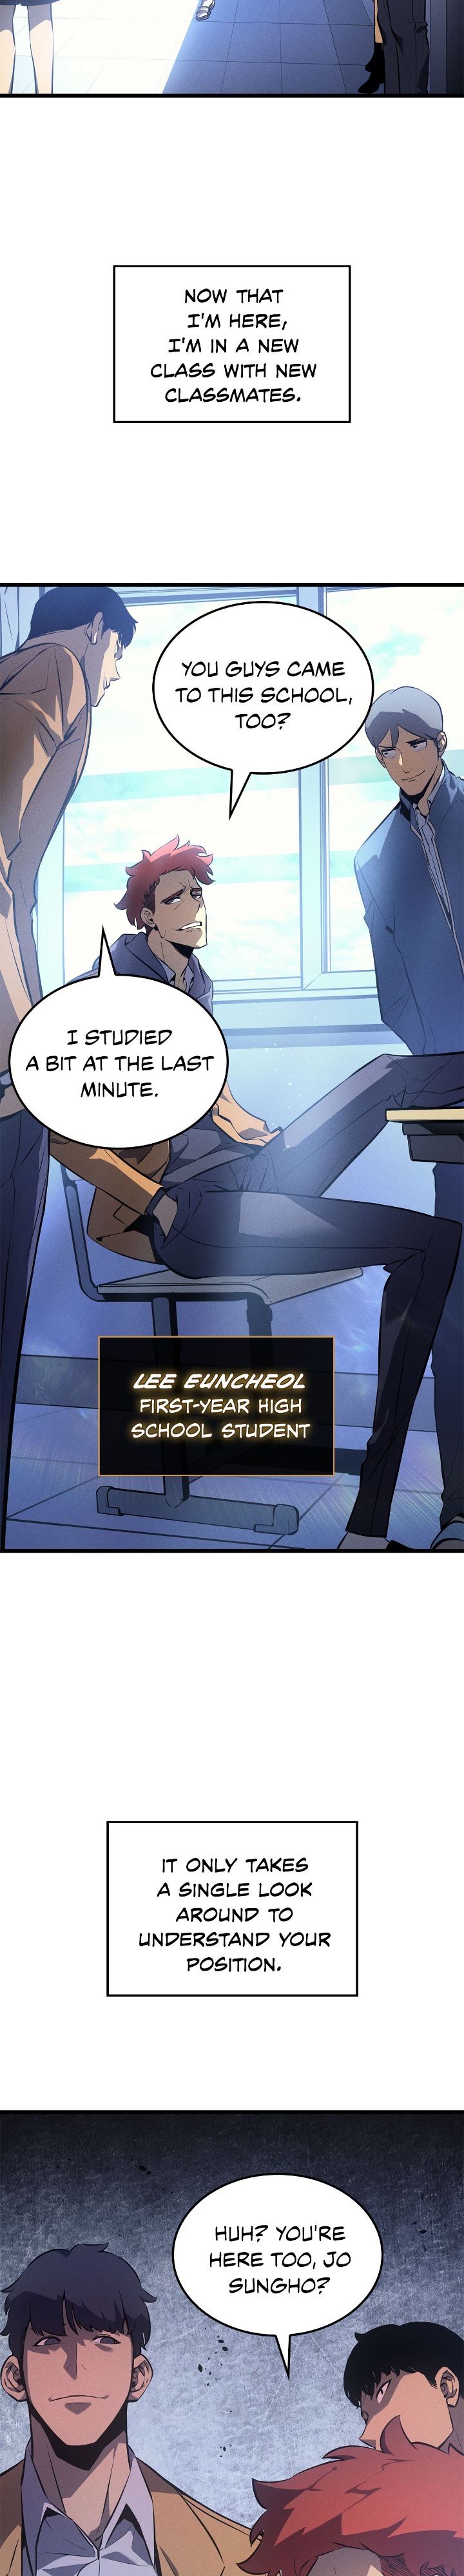 NOW THAT
I'M HERE,
I'M IN A NEW
CLASS WITH NEW
CLASSMATES.
YOU GUYS CAME
TO THIS SCHOOL,
TOO?
I STUDIED
A BIT AT THE LAST
MINUTE.
LEE EUNCHEOL
FIRST-YEAR HIGH
SCHOOL STUDENT
IT ONLY TAKES
A SINGLE LOOK
AROUND TO
UNDERSTAND YOUR
POSITION.
HUH? YOU'RE
HERE TOO, JO
SUNGHO?